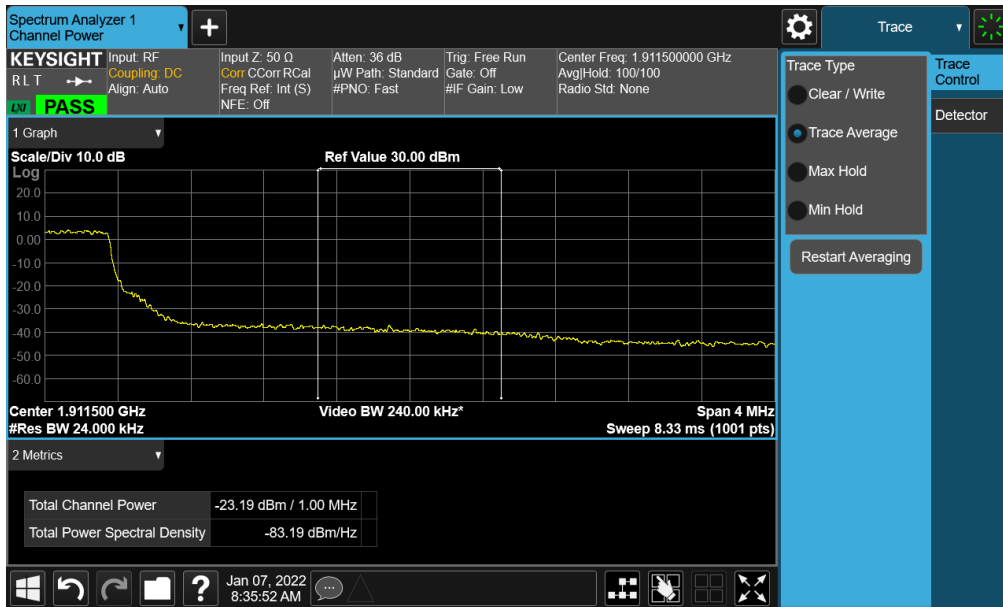 Spectrum Analyzer 1
Channel Power
Trace
KEYSIGHT
R L T
LXI
PASS
Input: RF
Coupling: DC
Align: Auto
Input Z: 50 Ω
Corr CCorr RCal
Freq Ref: Int (S)
NFE: Off
Atten: 36 dB
µW Path: Standard
#PNO: Fast
Trig: Free Run
Gate: Off
#IF Gain: Low
Center Freq: 1.911500000 GHz
Avg|Hold: 100/100
Radio Std: None
1 Graph
Scale/Div 10.0 dB
Ref Value 30.00 dBm
Log
20.0
10.0
0.00
-10.0
-20.0
-30.0
-40.0
-50.0
-60.0
Center 1.911500 GHz
Video BW 240.00 kHz*
Span 4 MHz
#Res BW 24.000 kHz
Sweep 8.33 ms (1001 pts)
2 Metrics
Total Channel Power -23.19 dBm / 1.00 MHz
Total Power Spectral Density -83.19 dBm/Hz
Trace Type
Clear / Write
Trace Average
Max Hold
Min Hold
Restart Averaging
Trace
Control
Detector
?
Jan 07, 2022
8:35:52 AM